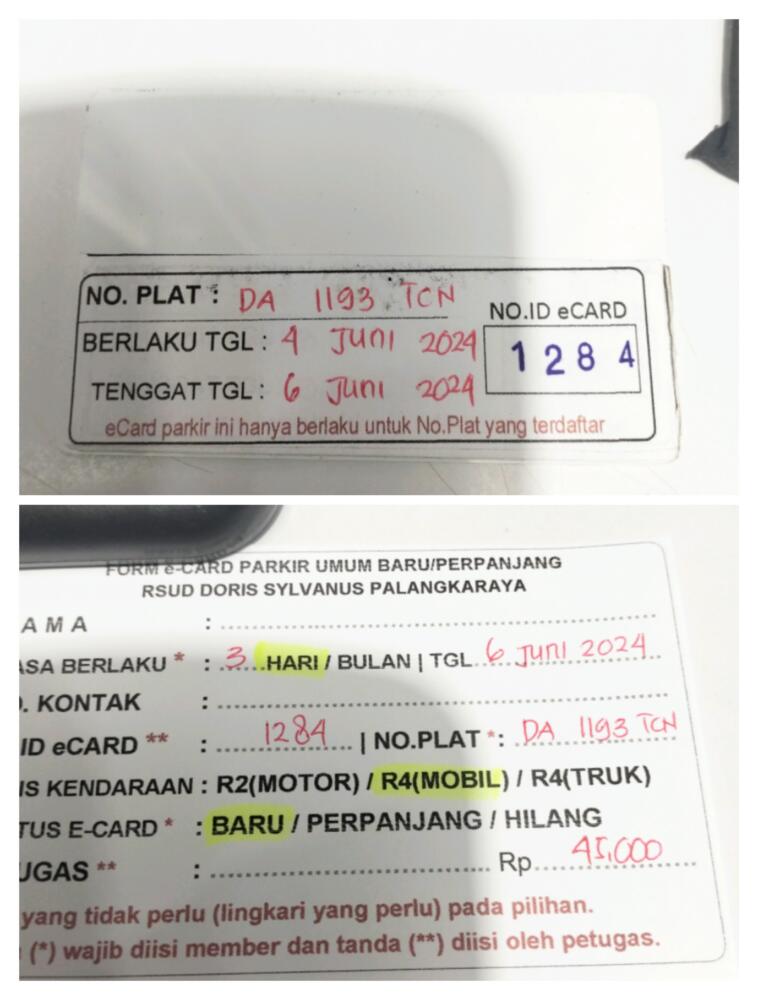 NO. PLAT : DA 1193 TCN
NO.ID eCARD
BERLAKU TGL : 4 JUNI 2024
1284
TENGGAT TGL : 6 JUNI 2024
eCard parkir ini hanya berlaku untuk No.Plat yang terdaftar
FORM e-CARD PARKIR UMUM BARU/PERPANJANG
RSUD DORIS SYLVANUS PALANGKARAYA
AMA :
ASA BERLAKU * : 3 HARI / BULAN | TGL 6 JUNI 2024
. KONTAK :
ID eCARD ** : 1284 | NO.PLAT * : DA 1193 TCN
IS KENDARAAN : R2(MOTOR) / R4(MOBIL) / R4(TRUK)
TUS E-CARD * : BARU / PERPANJANG / HILANG
UGAS ** : Rp 45,000
yang tidak perlu (lingkari yang perlu) pada pilihan.
(*) wajib diisi member dan tanda (**) diisi oleh petugas.